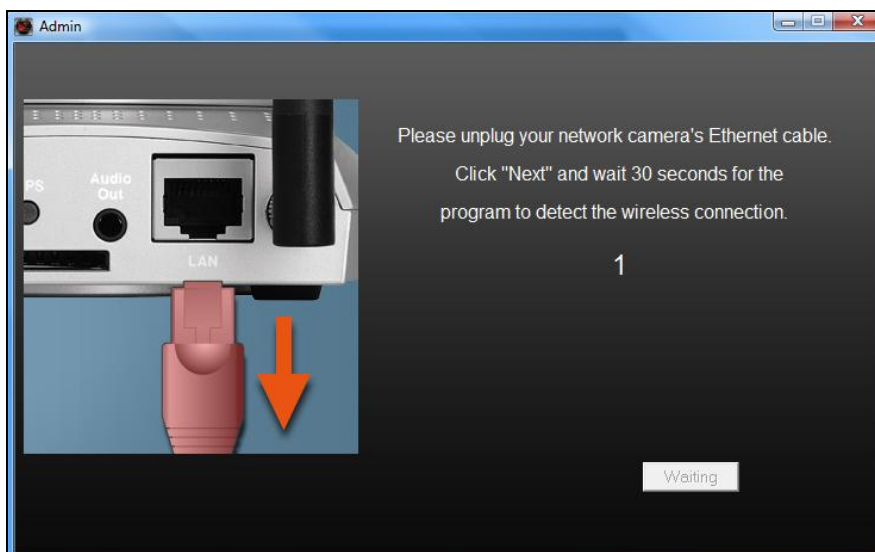 Admin
Please unplug your network camera's Ethernet cable.
Click "Next" and wait 30 seconds for the
program to detect the wireless connection.
1
PS
Audio
Out
LAN
Waiting